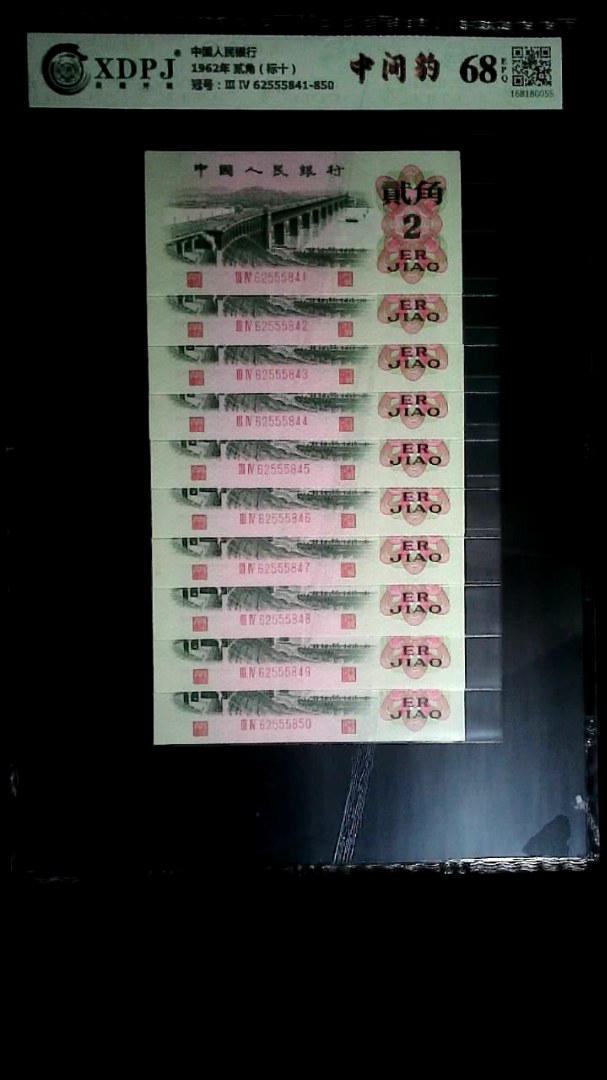 XDPJ®
中国人民银行
1962年 贰角（标十）
冠号：Ⅲ Ⅳ 62555841-850
中间豹
68
EPQ
168180055
中國人民銀行
貳角
2
ER
JIAO
Ⅲ Ⅳ 62555841
ER
JIAO
Ⅲ Ⅳ 62555842
ER
JIAO
Ⅲ Ⅳ 62555843
ER
JIAO
Ⅲ Ⅳ 62555844
ER
JIAO
Ⅲ Ⅳ 62555845
ER
JIAO
Ⅲ Ⅳ 62555846
ER
JIAO
Ⅲ Ⅳ 62555847
ER
JIAO
Ⅲ Ⅳ 62555848
ER
JIAO
Ⅲ Ⅳ 62555849
ER
JIAO
Ⅲ Ⅳ 62555850